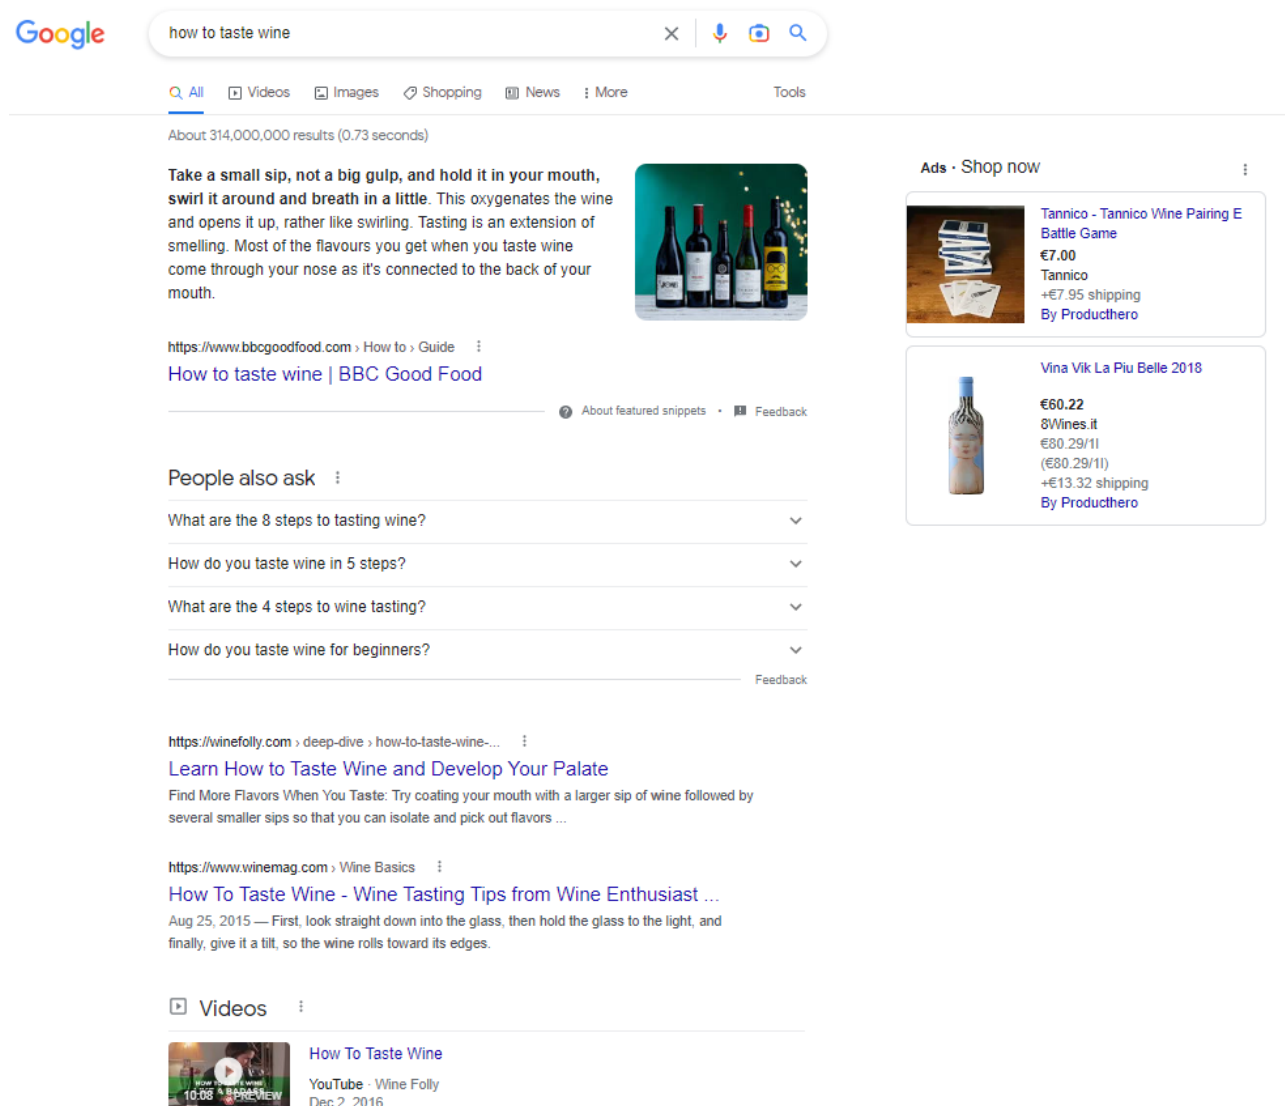 Google
how to taste wine
All
Videos
Images
Shopping
News
More
Tools
About 314,000,000 results (0.73 seconds)
Take a small sip, not a big gulp, and hold it in your mouth,
swirl it around and breath in a little. This oxygenates the wine
and opens it up, rather like swirling. Tasting is an extension of
smelling. Most of the flavours you get when you taste wine
come through your nose as it's connected to the back of your
mouth.
https://www.bbcgoodfood.com › How to › Guide
How to taste wine | BBC Good Food
About featured snippets • Feedback
People also ask
What are the 8 steps to tasting wine?
How do you taste wine in 5 steps?
What are the 4 steps to wine tasting?
How do you taste wine for beginners?
Feedback
https://winefolly.com › deep-dive › how-to-taste-wine-...
Learn How to Taste Wine and Develop Your Palate
Find More Flavors When You Taste: Try coating your mouth with a larger sip of wine followed by
several smaller sips so that you can isolate and pick out flavors ...
https://www.winemag.com › Wine Basics
How To Taste Wine - Wine Tasting Tips from Wine Enthusiast ...
Aug 25, 2015 — First, look straight down into the glass, then hold the glass to the light, and
finally, give it a tilt, so the wine rolls toward its edges.
Videos
HOW TO TASTE WINE
LIKE A BADASS
10:08 PREVIEW
How To Taste Wine
YouTube · Wine Folly
Dec 2, 2016
Ads · Shop now
Tannico - Tannico Wine Pairing E
Battle Game
€7.00
Tannico
+€7.95 shipping
By Producthero
Vina Vik La Piu Belle 2018
€60.22
8Wines.it
€80.29/1l
(€80.29/1l)
+€13.32 shipping
By Producthero